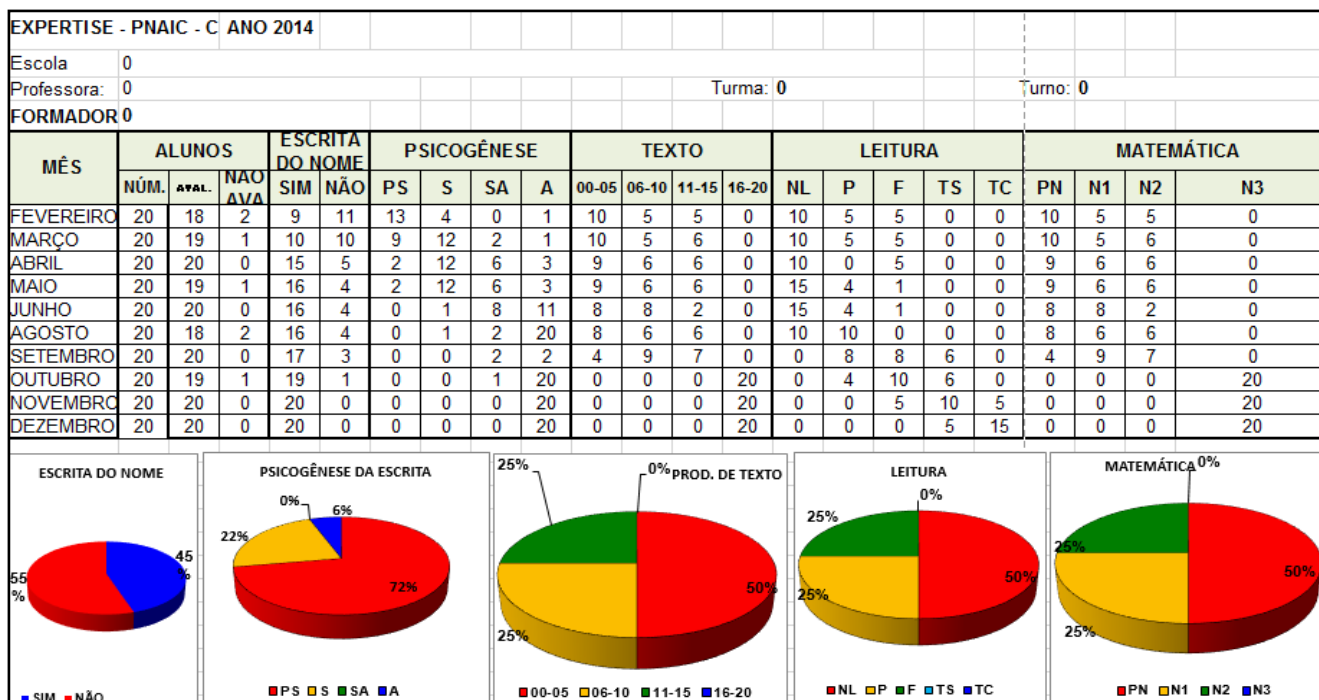 EXPERTISE - PNAIC - C ANO 2014
Escola 0
Professora: 0 Turma: 0 Turno: 0
FORMADOR 0
MÊS ALUNOS ESCRITA DO NOME PSICOGÊNESE TEXTO LEITURA MATEMÁTICA
NÚM. AVAL. NÃO AVA SIM NÃO PS S SA A 00-05 06-10 11-15 16-20 NL P F TS TC PN N1 N2 N3
FEVEREIRO 20 18 2 9 11 13 4 0 1 10 5 5 0 10 5 5 0 0 10 5 5 0
MARÇO 20 19 1 10 10 9 12 2 1 10 5 6 0 10 5 5 0 0 10 5 6 0
ABRIL 20 20 0 15 5 2 12 6 3 9 6 6 0 10 0 5 0 0 9 6 6 0
MAIO 20 19 1 16 4 2 12 6 3 9 6 6 0 15 4 1 0 0 9 6 6 0
JUNHO 20 20 0 16 4 0 1 8 11 8 8 2 0 15 4 1 0 0 8 8 2 0
AGOSTO 20 18 2 16 4 0 1 2 20 8 6 6 0 10 10 0 0 0 8 6 6 0
SETEMBRO 20 20 0 17 3 0 0 2 2 4 9 7 0 0 8 8 6 0 4 9 7 0
OUTUBRO 20 19 1 19 1 0 0 1 20 0 0 0 20 0 4 10 6 0 0 0 0 20
NOVEMBRO 20 20 0 20 0 0 0 0 20 0 0 0 20 0 0 5 10 5 0 0 0 20
DEZEMBRO 20 20 0 20 0 0 0 0 20 0 0 0 20 0 0 0 5 15 0 0 0 20
ESCRITA DO NOME
45%
55%
SIM NÃO
PSICOGÊNESE DA ESCRITA
0% 6%
22%
72%
PS S SA A
PROD. DE TEXTO
25% 0%
50%
25%
00-05 06-10 11-15 16-20
LEITURA
0%
25%
50%
25%
NL P F TS TC
MATEMÁTICA
0%
25%
50%
25%
PN N1 N2 N3